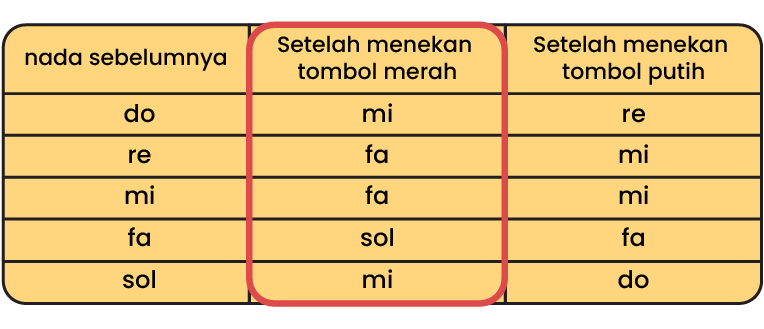 nada sebelumnya Setelah menekan tombol merah Setelah menekan tombol putih
do mi re
re fa mi
mi fa mi
fa sol fa
sol mi do